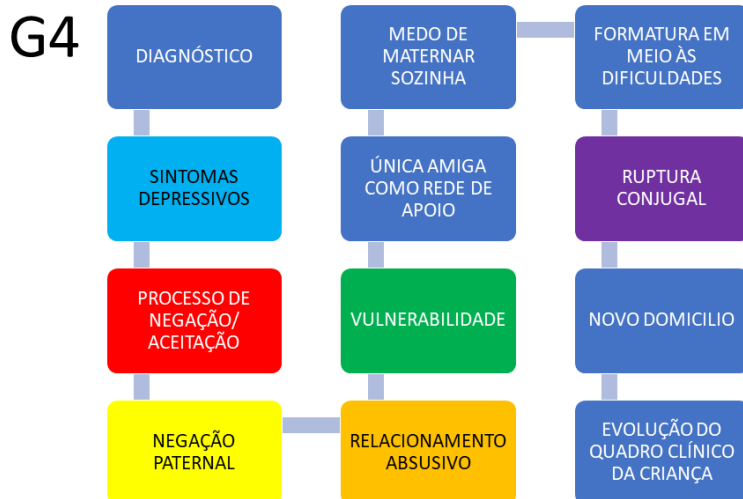 G4
DIAGNÓSTICO
SINTOMAS
DEPRESSIVOS
PROCESSO DE
NEGAÇÃO/
ACEITAÇÃO
NEGAÇÃO
PATERNAL
RELACIONAMENTO
ABSUSIVO
VULNERABILIDADE
ÚNICA AMIGA
COMO REDE DE
APOIO
MEDO DE
MATERNAR
SOZINHA
FORMATURA EM
MEIO ÀS
DIFICULDADES
RUPTURA
CONJUGAL
NOVO DOMICILIO
EVOLUÇÃO DO
QUADRO CLÍNICO
DA CRIANÇA